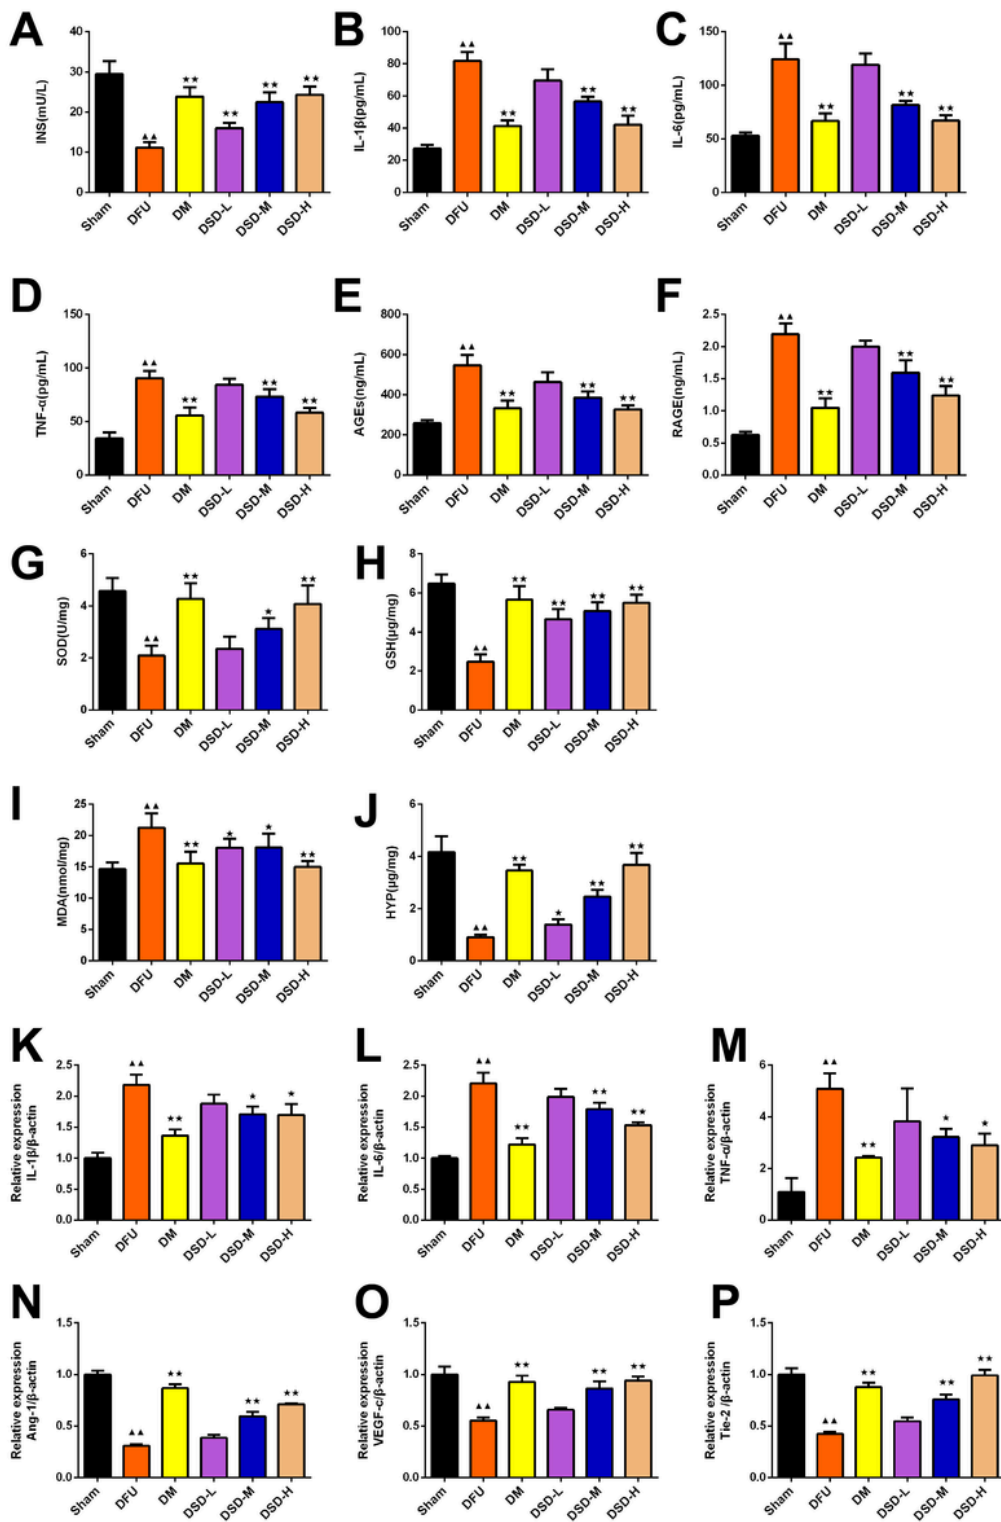 A
INS(mU/L)
40
30
20
10
0
▲▲
★★
★★
★★
★★
Sham
DFU
DM
DSD-L
DSD-M
DSD-H
B
IL-1β(pg/mL)
100
80
60
40
20
0
▲▲
★★
★★
★★
Sham
DFU
DM
DSD-L
DSD-M
DSD-H
C
IL-6(pg/mL)
150
100
50
0
▲▲
★★
★★
★★
Sham
DFU
DM
DSD-L
DSD-M
DSD-H
D
TNF-α(pg/mL)
150
100
50
0
▲▲
★★
★★
★★
Sham
DFU
DM
DSD-L
DSD-M
DSD-H
E
AGEs(ng/mL)
800
600
400
200
0
▲▲
★★
★★
★★
Sham
DFU
DM
DSD-L
DSD-M
DSD-H
F
RAGE(ng/mL)
2.5
2.0
1.5
1.0
0.5
0.0
▲▲
★★
★★
★★
Sham
DFU
DM
DSD-L
DSD-M
DSD-H
G
SOD(U/mg)
6
4
2
0
▲▲
★★
★
★★
Sham
DFU
DM
DSD-L
DSD-M
DSD-H
H
GSH(μg/mg)
8
6
4
2
0
▲▲
★★
★★
★★
★★
Sham
DFU
DM
DSD-L
DSD-M
DSD-H
I
MDA(nmol/mg)
25
20
15
10
5
0
▲▲
★★
★
★
★★
Sham
DFU
DM
DSD-L
DSD-M
DSD-H
J
HYP(μg/mg)
6
4
2
0
▲▲
★★
★
★★
★★
Sham
DFU
DM
DSD-L
DSD-M
DSD-H
K
Relative expression
IL-1β/β-actin
2.5
2.0
1.5
1.0
0.5
0.0
▲▲
★★
★
★
Sham
DFU
DM
DSD-L
DSD-M
DSD-H
L
Relative expression
IL-6/β-actin
2.5
2.0
1.5
1.0
0.5
0.0
▲▲
★★
★★
★★
Sham
DFU
DM
DSD-L
DSD-M
DSD-H
M
Relative expression
TNF-α/β-actin
6
4
2
0
▲▲
★★
★
★
Sham
DFU
DM
DSD-L
DSD-M
DSD-H
N
Relative expression
Ang-1/β-actin
1.5
1.0
0.5
0.0
▲▲
★★
★★
★★
Sham
DFU
DM
DSD-L
DSD-M
DSD-H
O
Relative expression
VEGF-c/β-actin
1.5
1.0
0.5
0.0
▲▲
★★
★★
★★
Sham
DFU
DM
DSD-L
DSD-M
DSD-H
P
Relative expression
Tie-2 /β-actin
1.5
1.0
0.5
0.0
▲▲
★★
★★
★★
Sham
DFU
DM
DSD-L
DSD-M
DSD-H